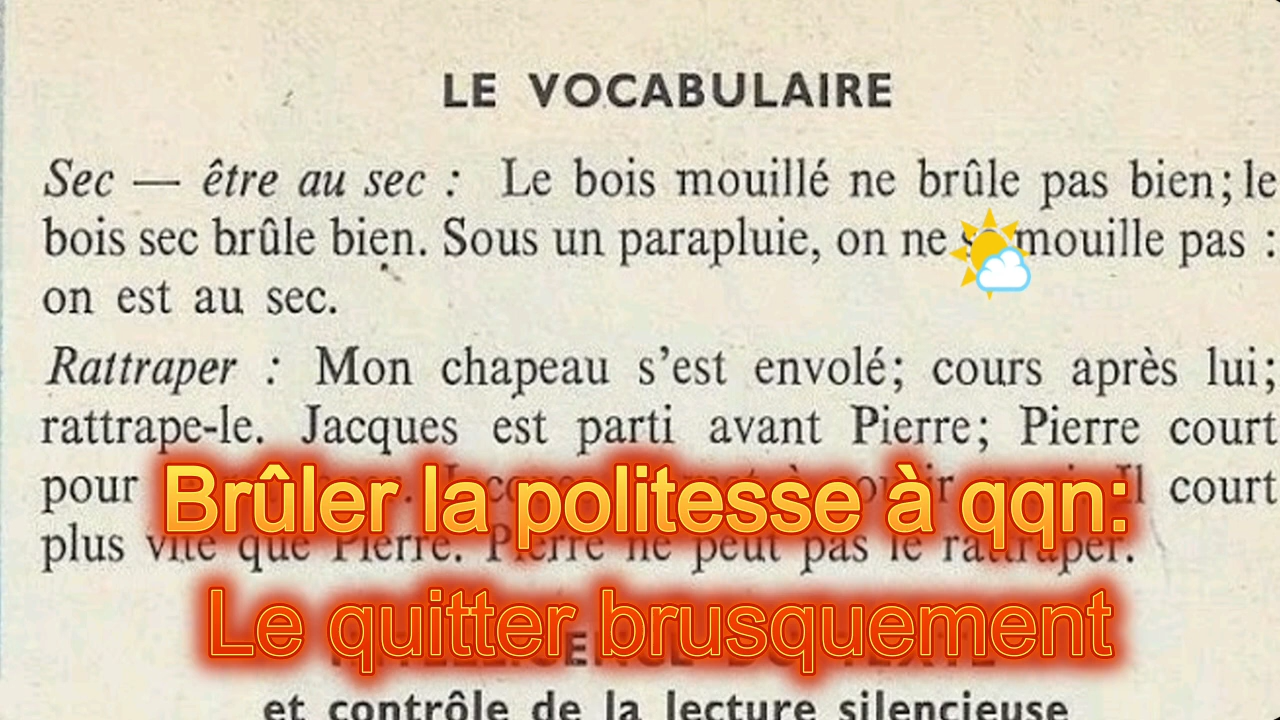 LE VOCABULAIRE
Sec — être au sec : Le bois mouillé ne brûle pas bien; le
bois sec brûle bien. Sous un parapluie, on ne mouille pas :
on est au sec.
Rattraper : Mon chapeau s'est envolé; cours après lui;
rattrape-le. Jacques est parti avant Pierre; Pierre court
pour court
Brûler la politesse à qqn:
plus vite que Pierre. Pierre ne peut pas le rattraper.
Le quitter brusquement
et contrôle de la lecture silencieuse